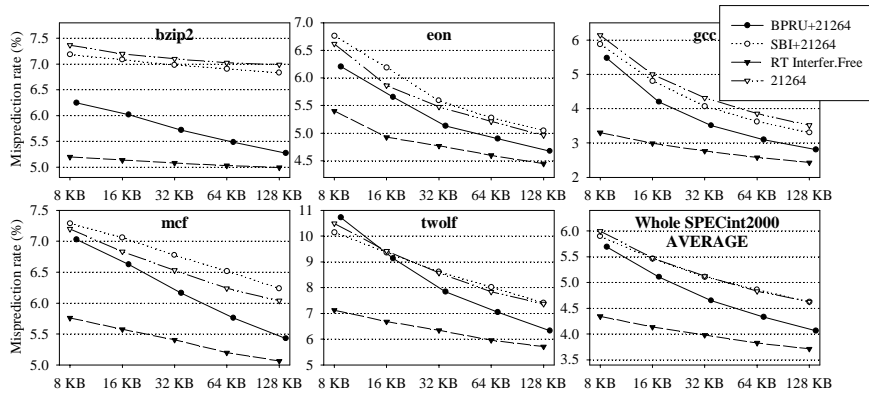 bzip2
eon
gcc
BPRU+21264
SBI+21264
RT Interfer.Free
21264
Misprediction rate (%)
7.5
7.0
6.5
6.0
5.5
5.0
7.0
6.5
6.0
5.5
5.0
4.5
6
5
4
3
2
8 KB 16 KB 32 KB 64 KB 128 KB
8 KB 16 KB 32 KB 64 KB 128 KB
8 KB 16 KB 32 KB 64 KB 128 KB
mcf
twolf
Whole SPECint2000
AVERAGE
Misprediction rate (%)
7.5
7.0
6.5
6.0
5.5
5.0
11
10
9
8
7
6
5
6.0
5.5
5.0
4.5
4.0
3.5
8 KB 16 KB 32 KB 64 KB 128 KB
8 KB 16 KB 32 KB 64 KB 128 KB
8 KB 16 KB 32 KB 64 KB 128 KB